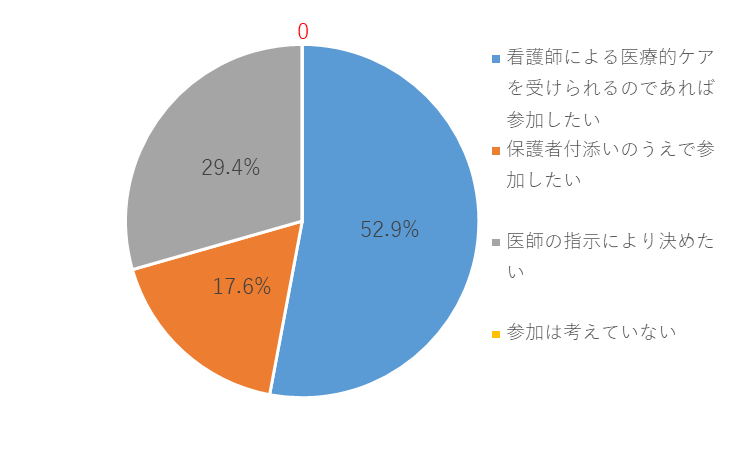 0
29.4%
52.9%
17.6%
看護師による医療的ケア
を受けられるのであれば
参加したい
保護者付添いのうえで参
加したい
医師の指示により決めた
い
参加は考えていない